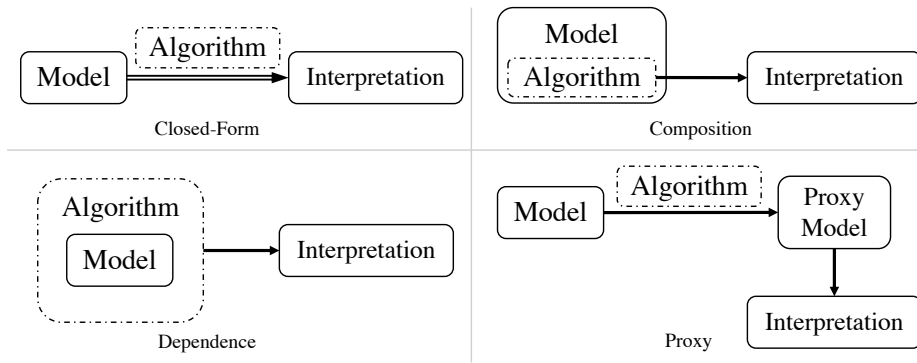 Algorithm
Model
Interpretation
Closed-Form
Model
Algorithm
Interpretation
Composition
Algorithm
Model
Interpretation
Dependence
Algorithm
Model
Proxy
Model
Interpretation
Proxy